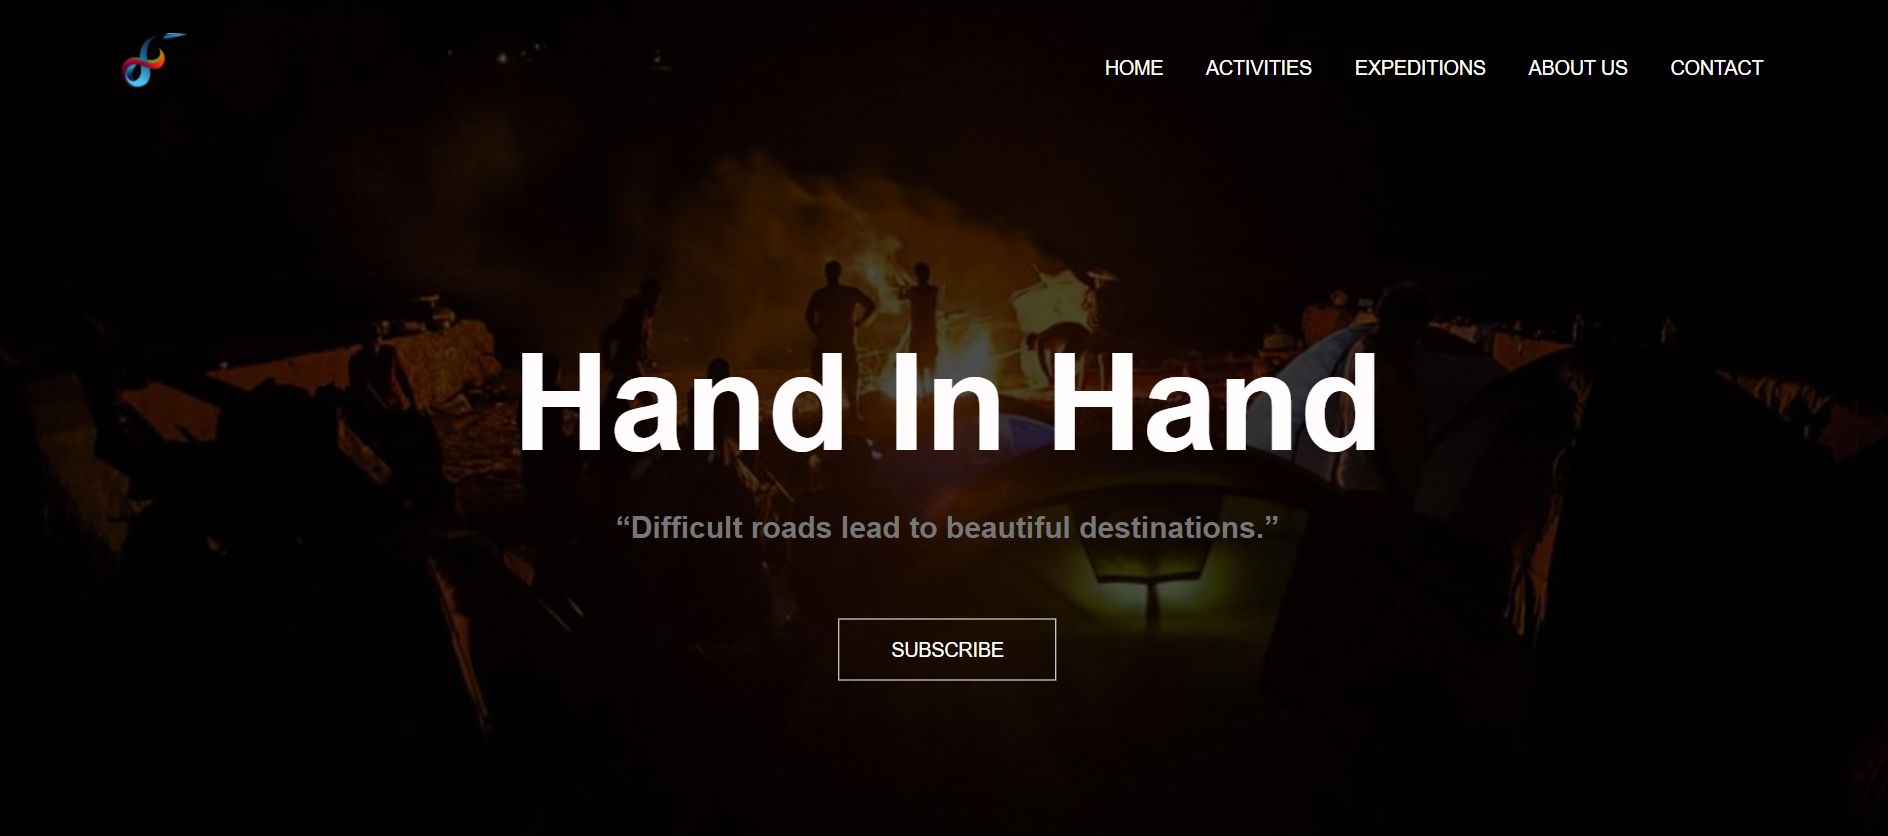 HOME ACTIVITIES EXPEDITIONS ABOUT US CONTACT
Hand In Hand
“Difficult roads lead to beautiful destinations.”
SUBSCRIBE